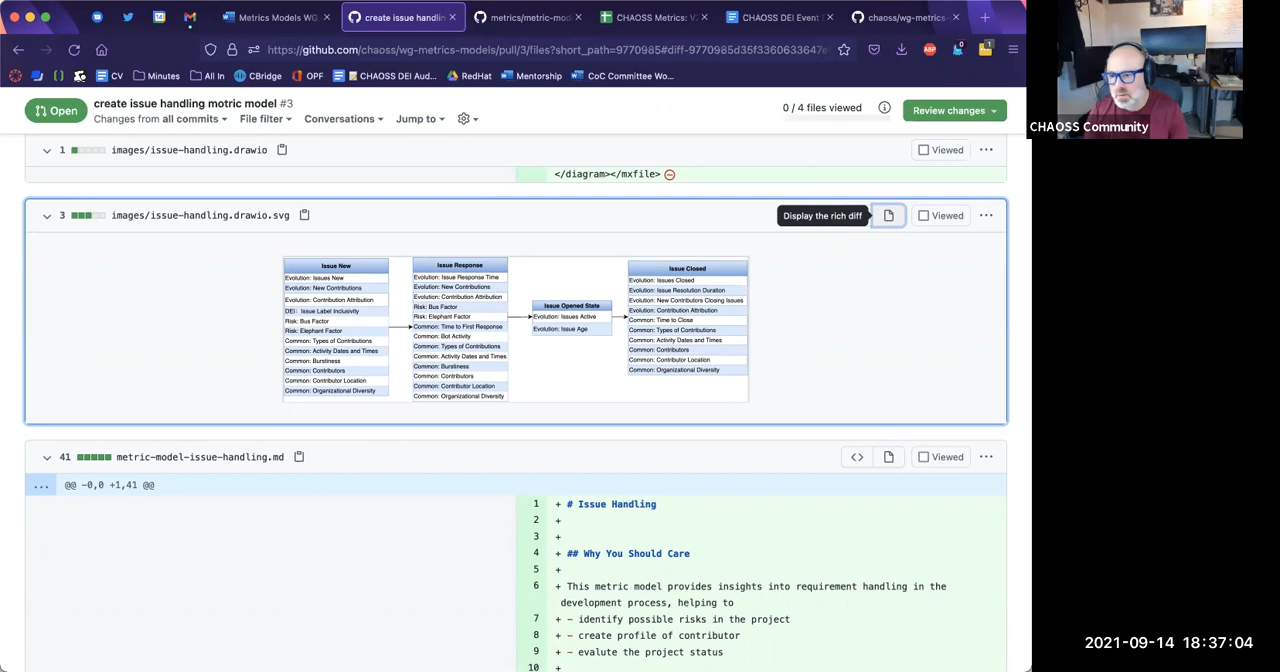 Metrics Models WG
create issue handlin
metrics/metric-mod
CHAOSS Metrics: V
CHAOSS DEI Event
chaoss/wg-metrics-
https://github.com/chaoss/wg-metrics-models/pull/3/files?short_path=9770985#diff-9770985d35f3360633647e
CV
Minutes
All In
CBridge
OPF
CHAOSS DEI Aud...
RedHat
Mentorship
CoC Committee Wo...
Open
create issue handling motric model #3
Changes from all commits
File filter
Conversations
Jump to
0 / 4 files viewed
Review changes
CHAOSS Community
1 images/issue-handling.drawio
Viewed
</diagram></mxfile>
3 images/issue-handling.drawio.svg
Display the rich diff
Viewed
Issue New
Evolution: Issues New
Evolution: New Contributions
Evolution: Contribution Attribution
DEI: Issue Label Inclusivity
Risk: Bus Factor
Risk: Elephant Factor
Common: Types of Contributions
Common: Activity Dates and Times
Common: Burstiness
Common: Contributors
Common: Contributor Location
Common: Organizational Diversity
Issue Response
Evolution: Issue Response Time
Evolution: New Contributions
Evolution: Contribution Attribution
Risk: Bus Factor
Risk: Elephant Factor
Common: Time to First Response
Common: Bot Activity
Common: Types of Contributions
Common: Activity Dates and Times
Common: Burstiness
Common: Contributors
Common: Contributor Location
Common: Organizational Diversity
Issue Opened State
Evolution: Issues Active
Evolution: Issue Age
Issue Closed
Evolution: Issues Closed
Evolution: Issue Resolution Duration
Evolution: New Contributors Closing Issues
Evolution: Contribution Attribution
Common: Time to Close
Common: Types of Contributions
Common: Activity Dates and Times
Common: Contributors
Common: Contributor Location
Common: Organizational Diversity
41 metric-model-issue-handling.md
Viewed
... @@ -0,0 +1,41 @@
1 + # Issue Handling
2 +
3 +
4 + ## Why You Should Care
5 +
6 + This metric model provides insights into requirement handling in the
development process, helping to
7 + - identify possible risks in the project
8 + - create profile of contributor
9 + - evalute the project status
10 +
2021-09-14 18:37:04